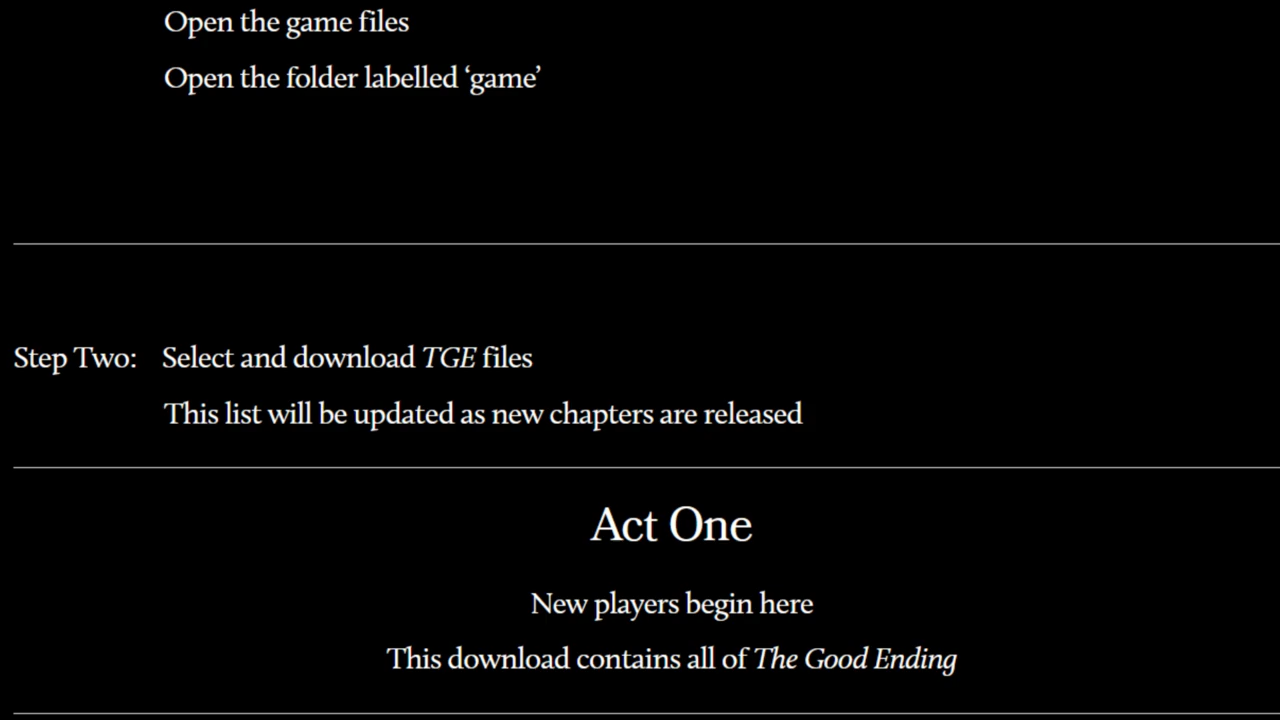 Open the game files
Open the folder labelled ‘game’
Step Two: Select and download TGE files
This list will be updated as new chapters are released
Act One
New players begin here
This download contains all of The Good Ending